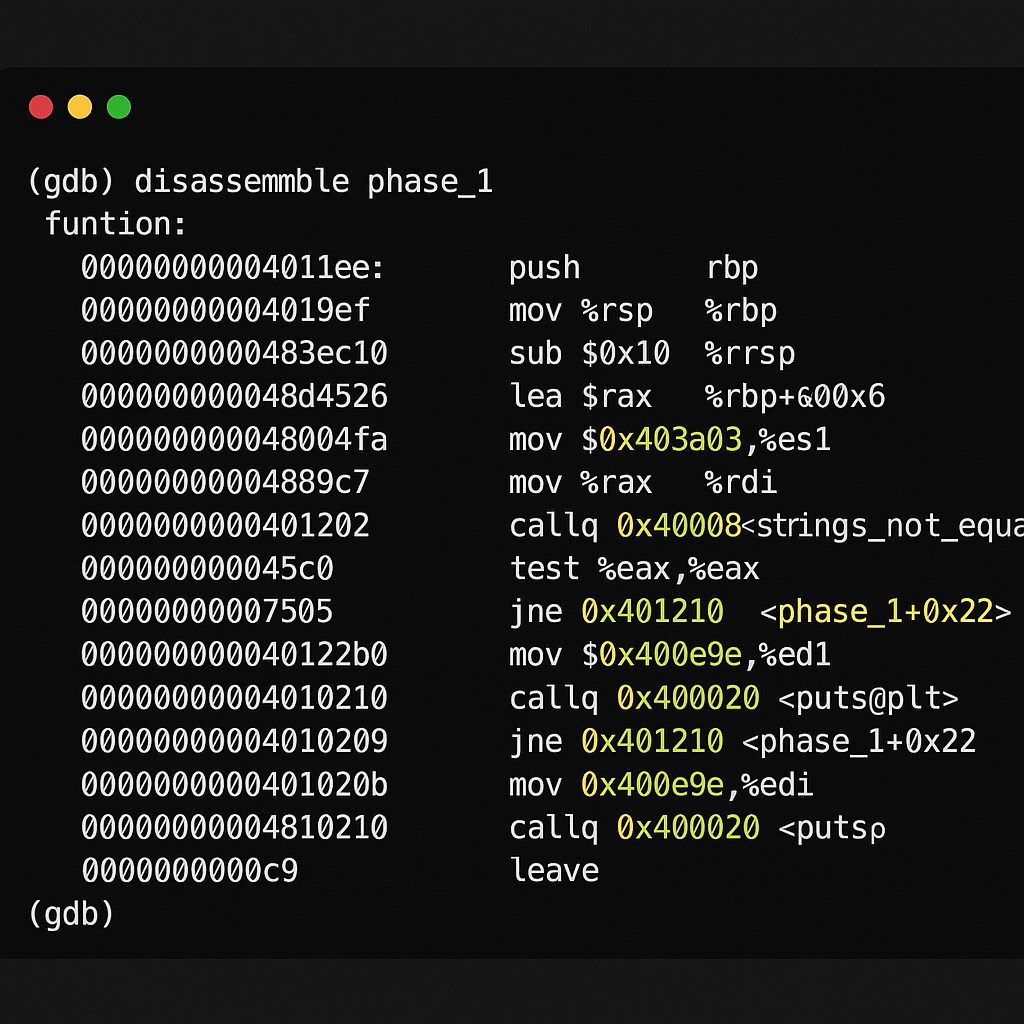 (gdb) disassemmble phase_1
funtion:
00000000004011ee: push rbp
00000000004019ef mov %rsp %rbp
0000000000483ec10 sub $0x10 %rrsp
000000000048d4526 lea $rax %rbp+&00x6
000000000048004fa mov $0x403a03,%es1
00000000004889c7 mov %rax %rdi
0000000000401202 callq 0x40008<strings_not_equa
000000000045c0 test %eax,%eax
00000000007505 jne 0x401210 <phase_1+0x22>
000000000040122b0 mov $0x400e9e,%ed1
00000000004010210 callq 0x400020 <puts@plt>
00000000004010209 jne 0x401210 <phase_1+0x22
0000000000401020b mov 0x400e9e,%edi
00000000004810210 callq 0x400020 <putsρ
0000000000c9 leave
(gdb)